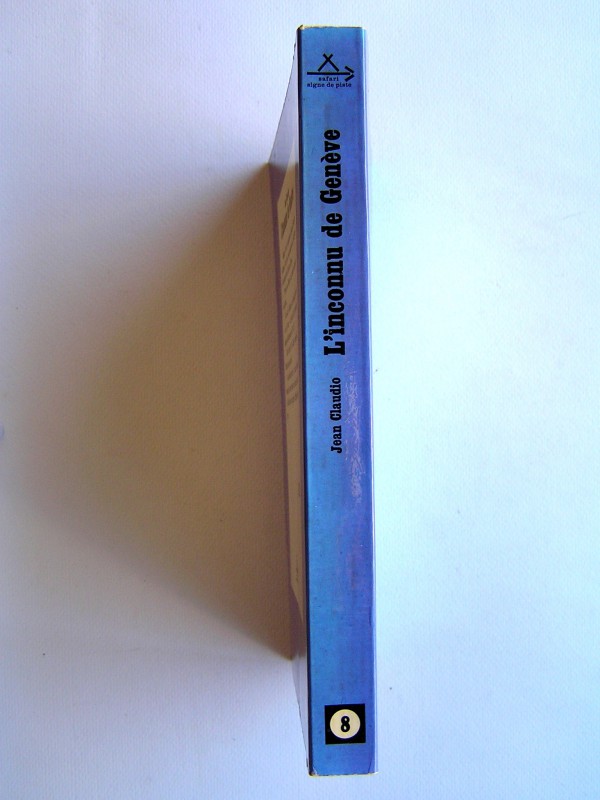 safari
signe de piste
Jean Claudio L'inconnu de Genève
8